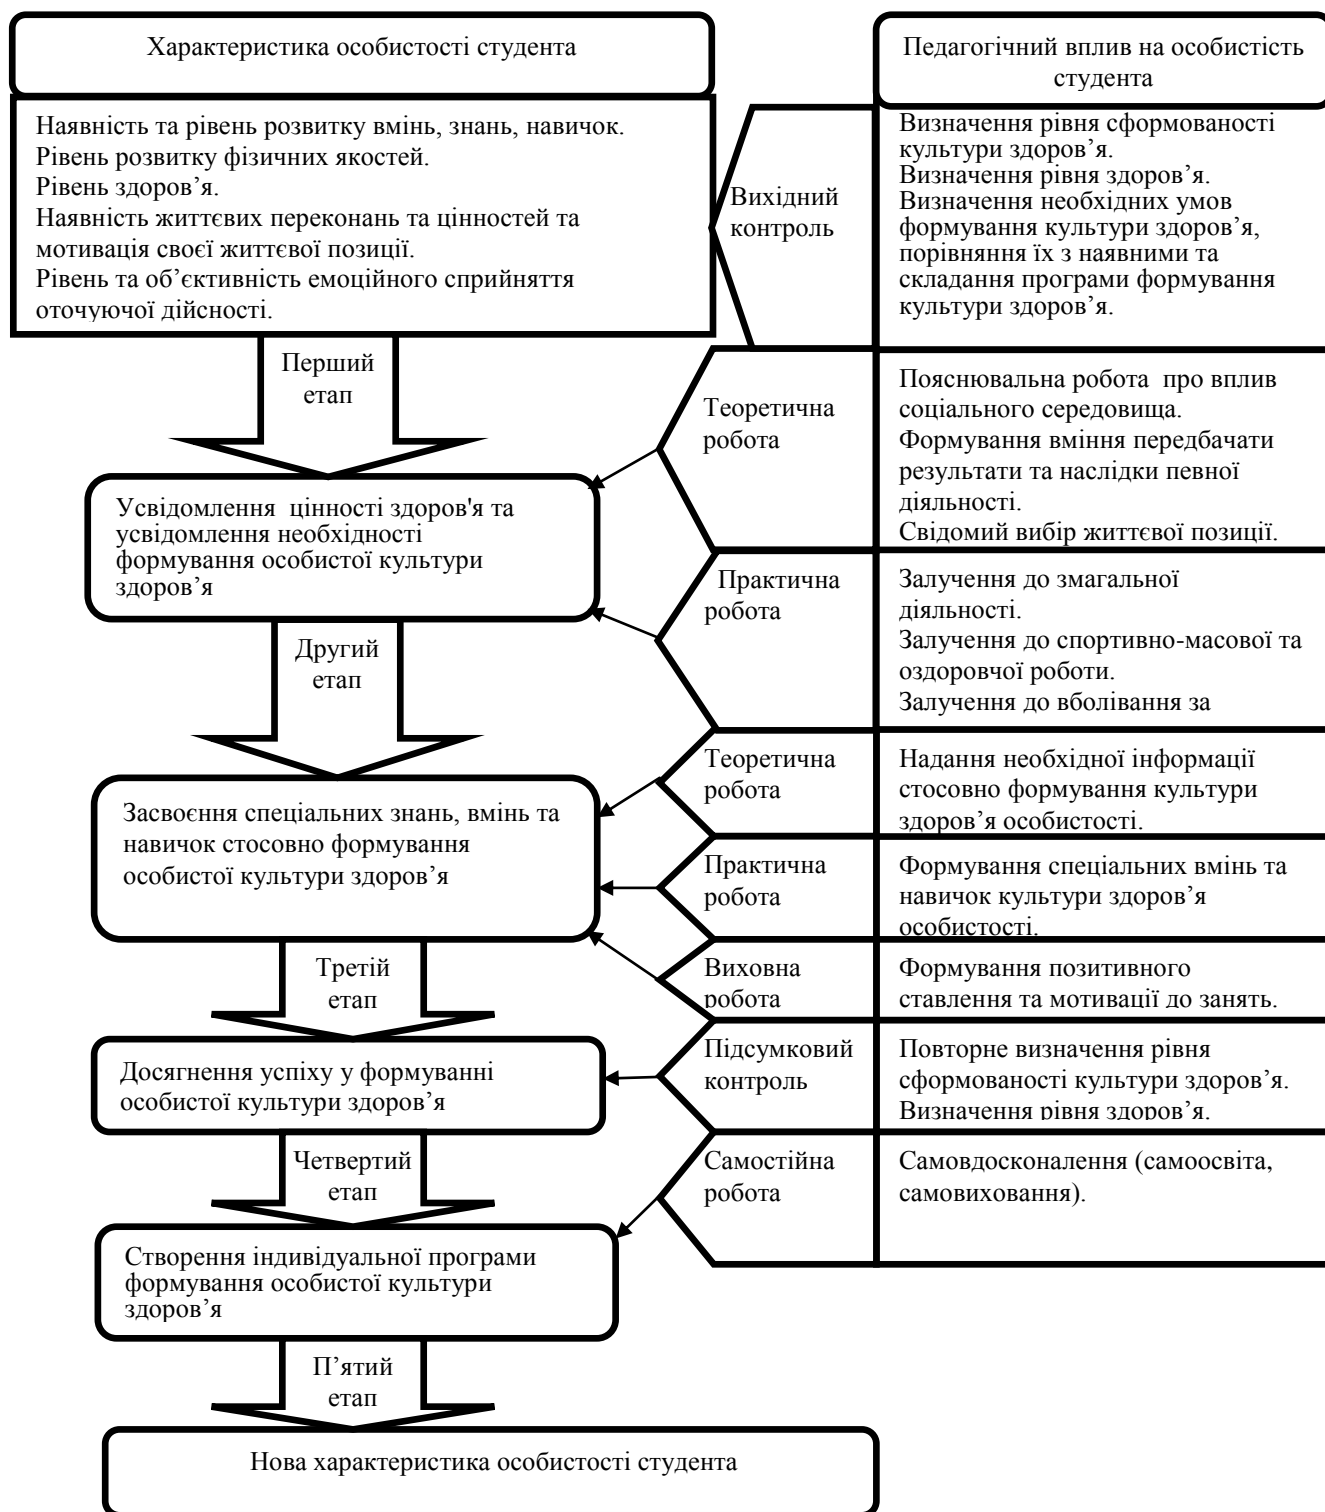 Характеристика особистості студента
Педагогічний вплив на особистість
студента
Наявність та рівень розвитку вмінь, знань, навичок.
Рівень розвитку фізичних якостей.
Рівень здоров’я.
Наявність життєвих переконань та цінностей та
мотивація своєї життєвої позиції.
Рівень та об’єктивність емоційного сприйняття
оточуючої дійсності.
Вихідний
контроль
Визначення рівня сформованості
культури здоров’я.
Визначення рівня здоров’я.
Визначення необхідних умов
формування культури здоров’я,
порівняння їх з наявними та
складання програми формування
культури здоров’я.
Перший
етап
Теоретична
робота
Пояснювальна робота  про вплив
соціального середовища.
Формування вміння передбачати
результати та наслідки певної
діяльності.
Свідомий вибір життєвої позиції.
Усвідомлення  цінності здоров'я та
усвідомлення необхідності
формування особистої культури
здоров’я
Практична
робота
Залучення до змагальної
діяльності.
Залучення до спортивно-масової та
оздоровчої роботи.
Залучення до вболівання за
Другий
етап
Теоретична
робота
Надання необхідної інформації
стосовно формування культури
здоров’я особистості.
Засвоєння спеціальних знань, вмінь та
навичок стосовно формування
особистої культури здоров’я
Практична
робота
Формування спеціальних вмінь та
навичок культури здоров’я
особистості.
Третій
етап
Виховна
робота
Формування позитивного
ставлення та мотивації до занять.
Досягнення успіху у формуванні
особистої культури здоров’я
Підсумковий
контроль
Повторне визначення рівня
сформованості культури здоров’я.
Визначення рівня здоров’я.
Четвертий
етап
Самостійна
робота
Самовдосконалення (самоосвіта,
самовиховання).
Створення індивідуальної програми
формування особистої культури
здоров’я
П’ятий
етап
Нова характеристика особистості студента